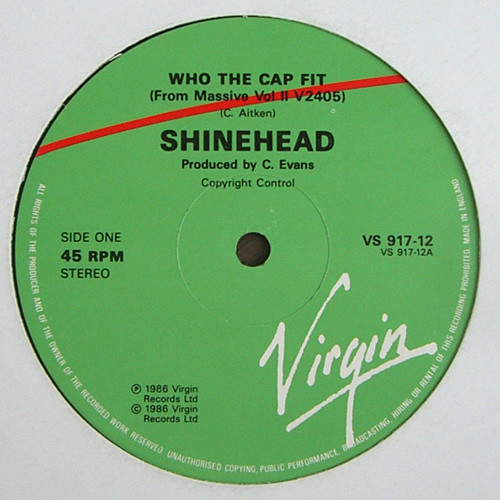 WHO THE CAP FIT
(From Massive Vol II V2405)
(C. Aitken)
SHINEHEAD
Produced by C. Evans
Copyright Control
SIDE ONE
45 RPM
STEREO
VS 917-12
VS 917-12A
Virgin
℗ 1986 Virgin
Records Ltd
© 1986 Virgin
Records Ltd
ALL RIGHTS OF THE PRODUCER AND OF THE OWNER OF THE RECORDED WORK RESERVED. UNAUTHORISED COPYING, PUBLIC PERFORMANCE, BROADCASTING, HIRING OR RENTAL OF THIS RECORDING PROHIBITED. MADE IN ENGLAND